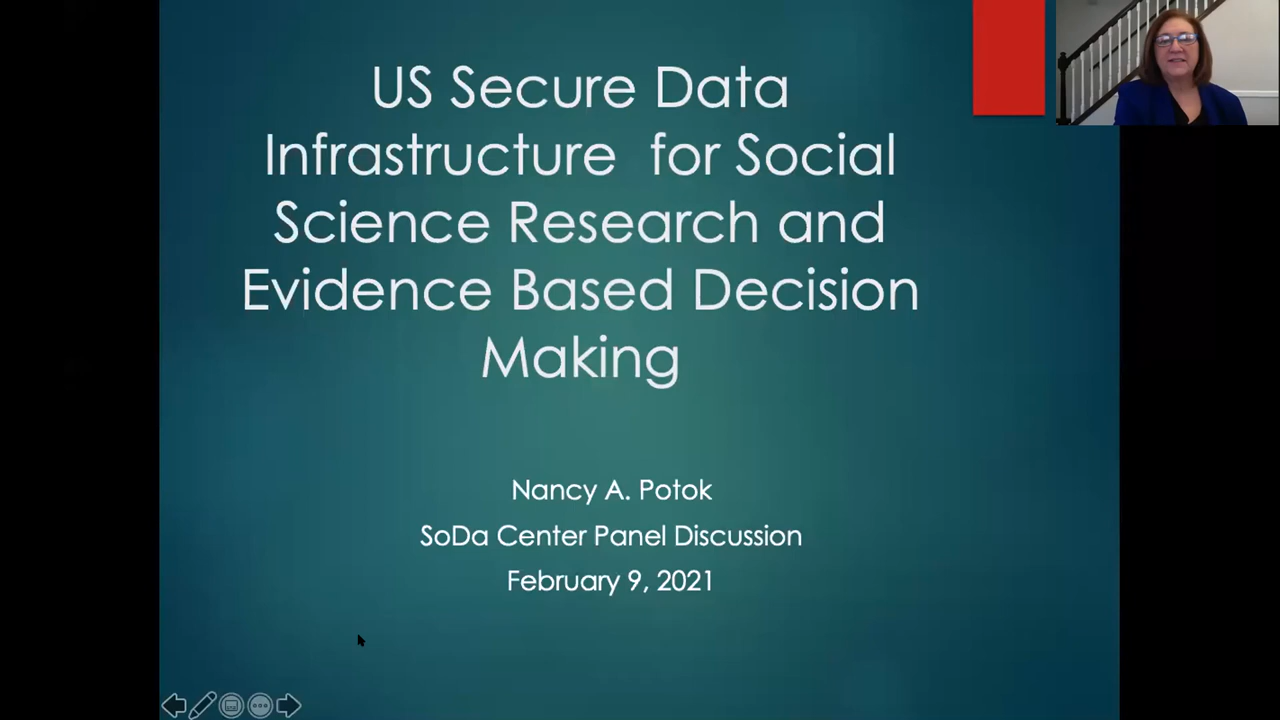 US Secure Data
Infrastructure for Social
Science Research and
Evidence Based Decision
Making
Nancy A. Potok
SoDa Center Panel Discussion
February 9, 2021